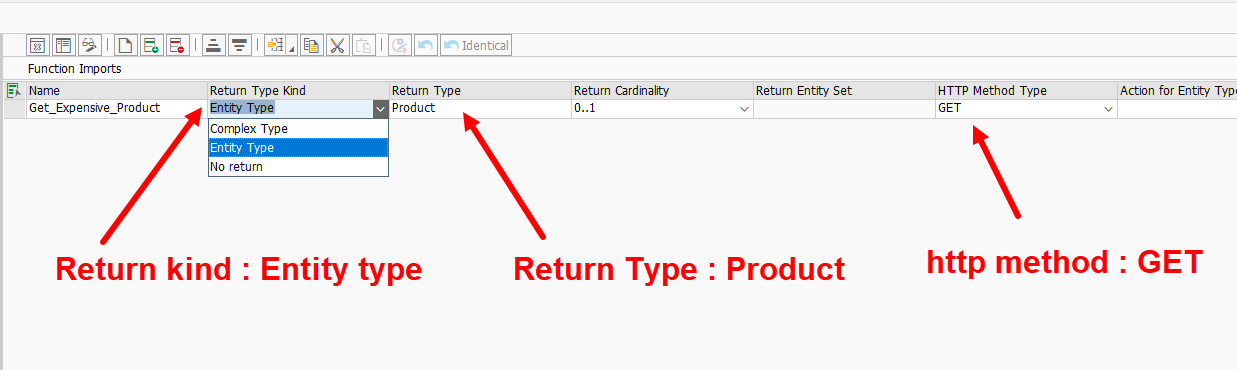 Identical
Function Imports
Name Return Type Kind Return Type Return Cardinality Return Entity Set HTTP Method Type Action for Entity Type
Get_Expensive_Product Entity Type Product 0..1 GET
Complex Type
Entity Type
No return
Return kind : Entity type Return Type : Product http method : GET